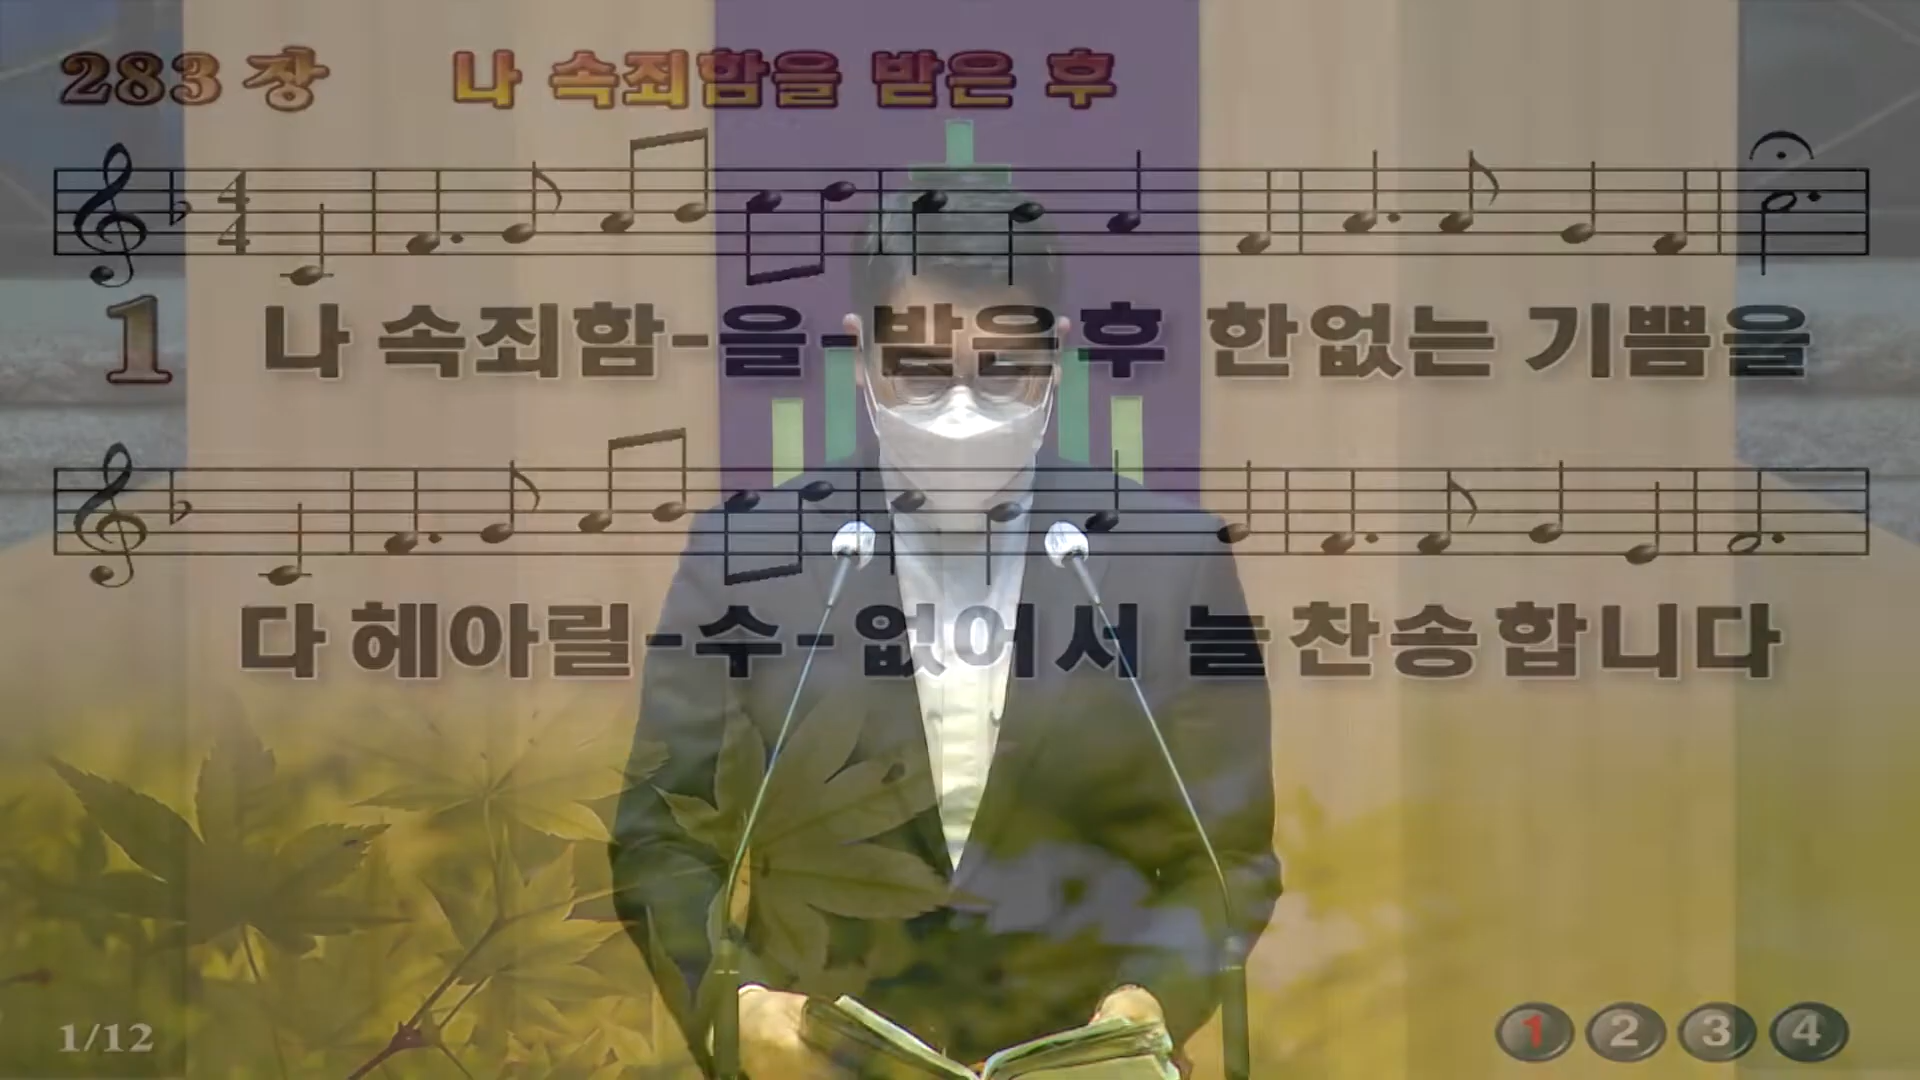 283 장 나 속죄함을 받은 후
1 나 속죄함-을-받은후 한없는 기쁨을
다 헤아릴-수-없어서 늘찬송합니다
1/12 1 2 3 4